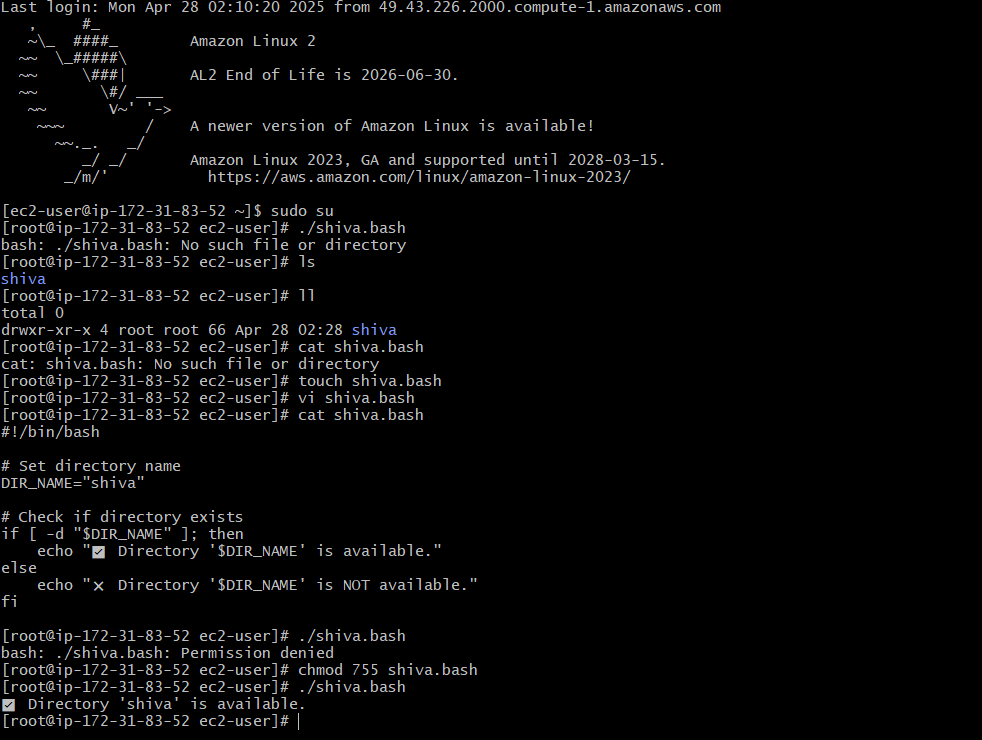 Last login: Mon Apr 28 02:10:20 2025 from 49.43.226.2000.compute-1.amazonaws.com
   ,     #_
   ~\_  ####_        Amazon Linux 2
  ~~  \_#####\
  ~~     \###|       AL2 End of Life is 2026-06-30.
  ~~       \#/ ___
   ~~       V~' '->
    ~~~         /    A newer version of Amazon Linux is available!
      ~~._.   _/
         _/ _/       Amazon Linux 2023, GA and supported until 2028-03-15.
       _/m/'           https://aws.amazon.com/linux/amazon-linux-2023/

[ec2-user@ip-172-31-83-52 ~]$ sudo su
[root@ip-172-31-83-52 ec2-user]# ./shiva.bash
bash: ./shiva.bash: No such file or directory
[root@ip-172-31-83-52 ec2-user]# ls
shiva
[root@ip-172-31-83-52 ec2-user]# ll
total 0
drwxr-xr-x 4 root root 66 Apr 28 02:28 shiva
[root@ip-172-31-83-52 ec2-user]# cat shiva.bash
cat: shiva.bash: No such file or directory
[root@ip-172-31-83-52 ec2-user]# touch shiva.bash
[root@ip-172-31-83-52 ec2-user]# vi shiva.bash
[root@ip-172-31-83-52 ec2-user]# cat shiva.bash
#!/bin/bash

# Set directory name
DIR_NAME="shiva"

# Check if directory exists
if [ -d "$DIR_NAME" ]; then
    echo "✅ Directory '$DIR_NAME' is available."
else
    echo "❌ Directory '$DIR_NAME' is NOT available."
fi

[root@ip-172-31-83-52 ec2-user]# ./shiva.bash
bash: ./shiva.bash: Permission denied
[root@ip-172-31-83-52 ec2-user]# chmod 755 shiva.bash
[root@ip-172-31-83-52 ec2-user]# ./shiva.bash
✅ Directory 'shiva' is available.
[root@ip-172-31-83-52 ec2-user]#